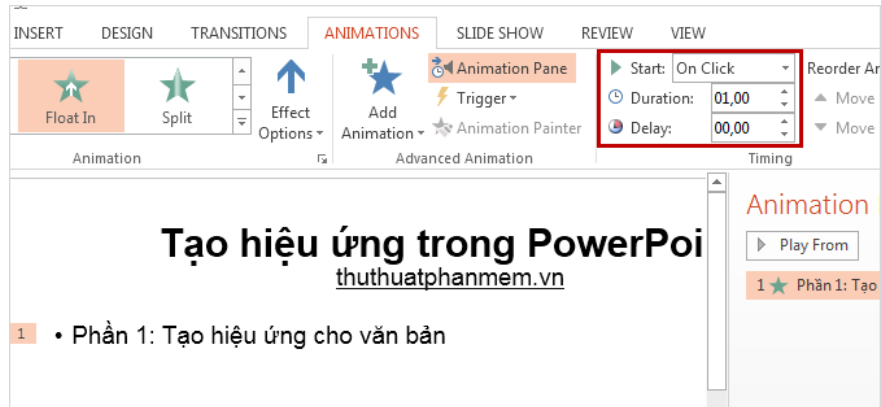 INSERT DESIGN TRANSITIONS ANIMATIONS SLIDE SHOW REVIEW VIEW
Float In Split Effect Options Add Animation Animation Pane Start: On Click Reorder
Trigger Duration: 01,00 Move
Animation Painter Delay: 00,00 Move
Animation Advanced Animation Timing
Animation
Tạo hiệu ứng trong PowerPoi
Play From
thuthuatphanmem.vn
1 Phần 1: Tạo
1 • Phần 1: Tạo hiệu ứng cho văn bản